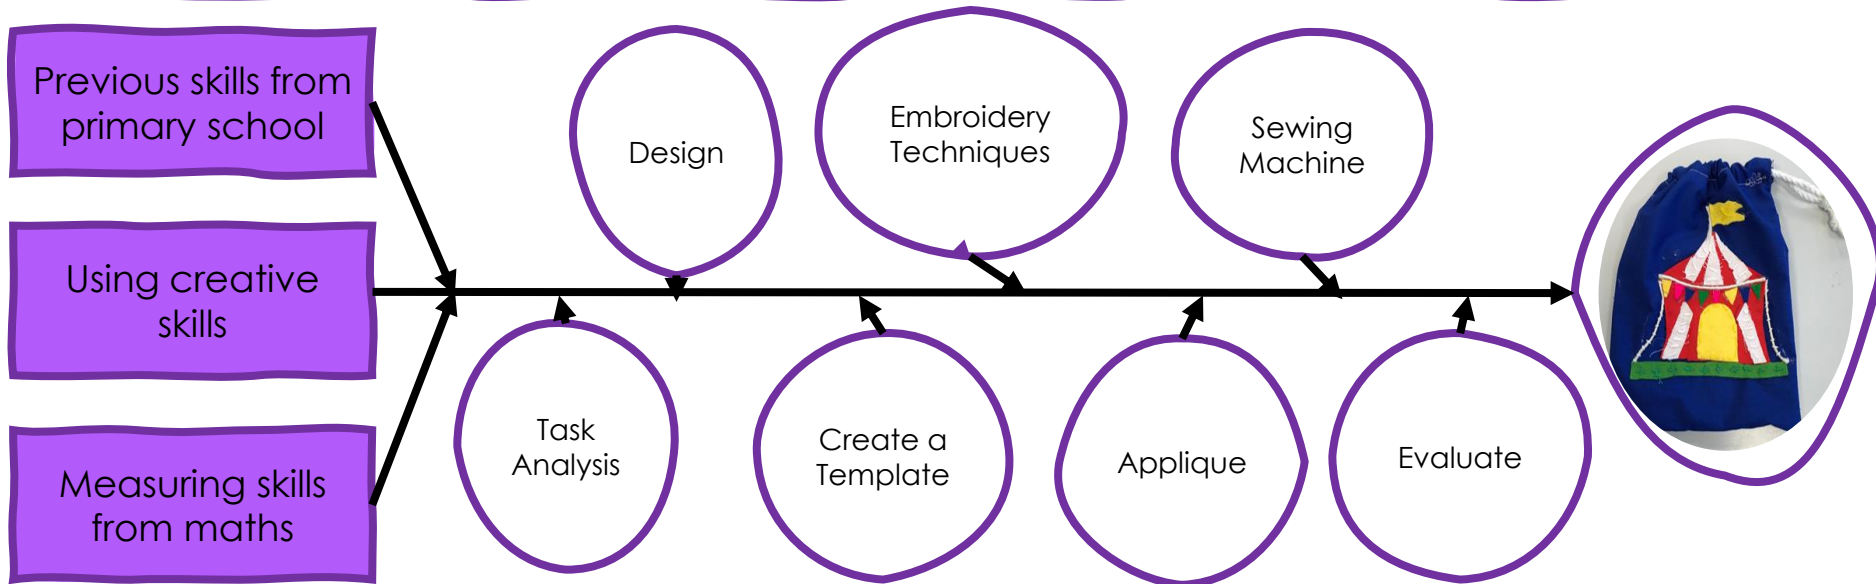 Previous skills from
primary school
Using creative
skills
Measuring skills
from maths
Task
Analysis
Design
Create a
Template
Embroidery
Techniques
Applique
Sewing
Machine
Evaluate